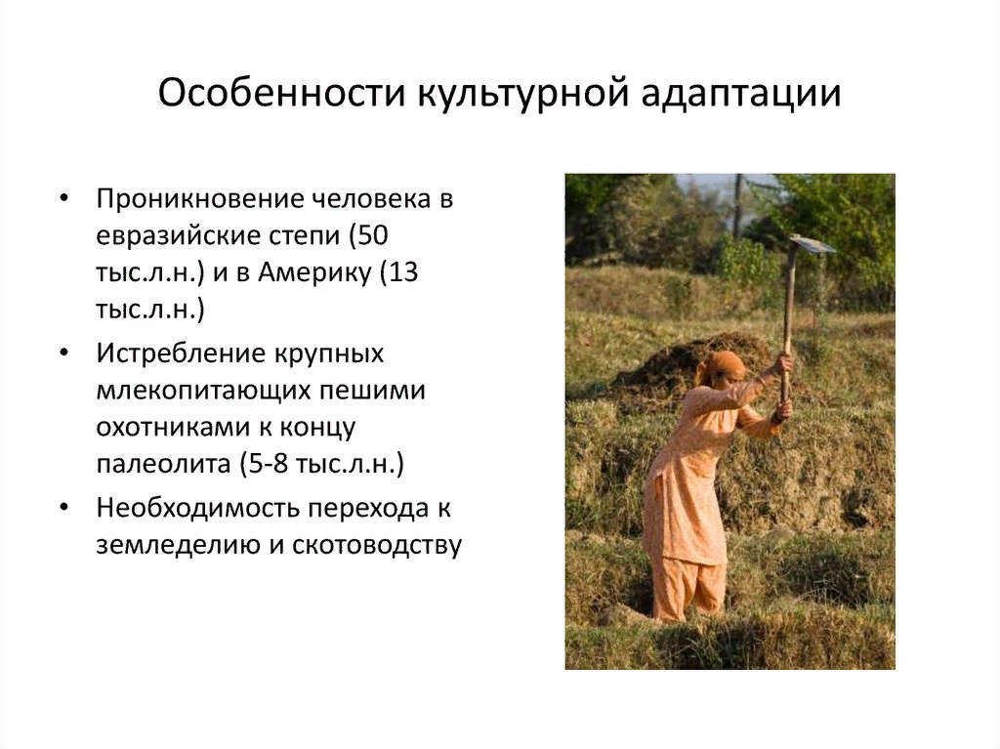 Особенности культурной адаптации
• Проникновение человека в
евразийские степи (50
тыс.л.н.) и в Америку (13
тыс.л.н.)
• Истребление крупных
млекопитающих пешими
охотниками к концу
палеолита (5-8 тыс.л.н.)
• Необходимость перехода к
земледелию и скотоводству